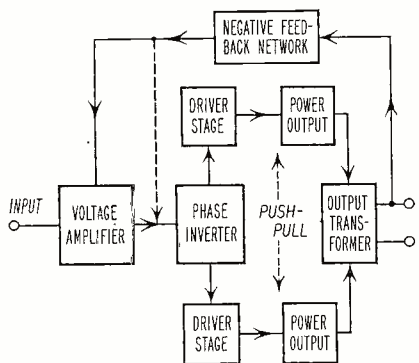 NEGATIVE FEED-
BACK NETWORK
DRIVER
STAGE
POWER
OUTPUT
INPUT
VOLTAGE
AMPLIFIER
PHASE
INVERTER
PUSH-
PULL
OUTPUT
TRANS-
FORMER
DRIVER
STAGE
POWER
OUTPUT